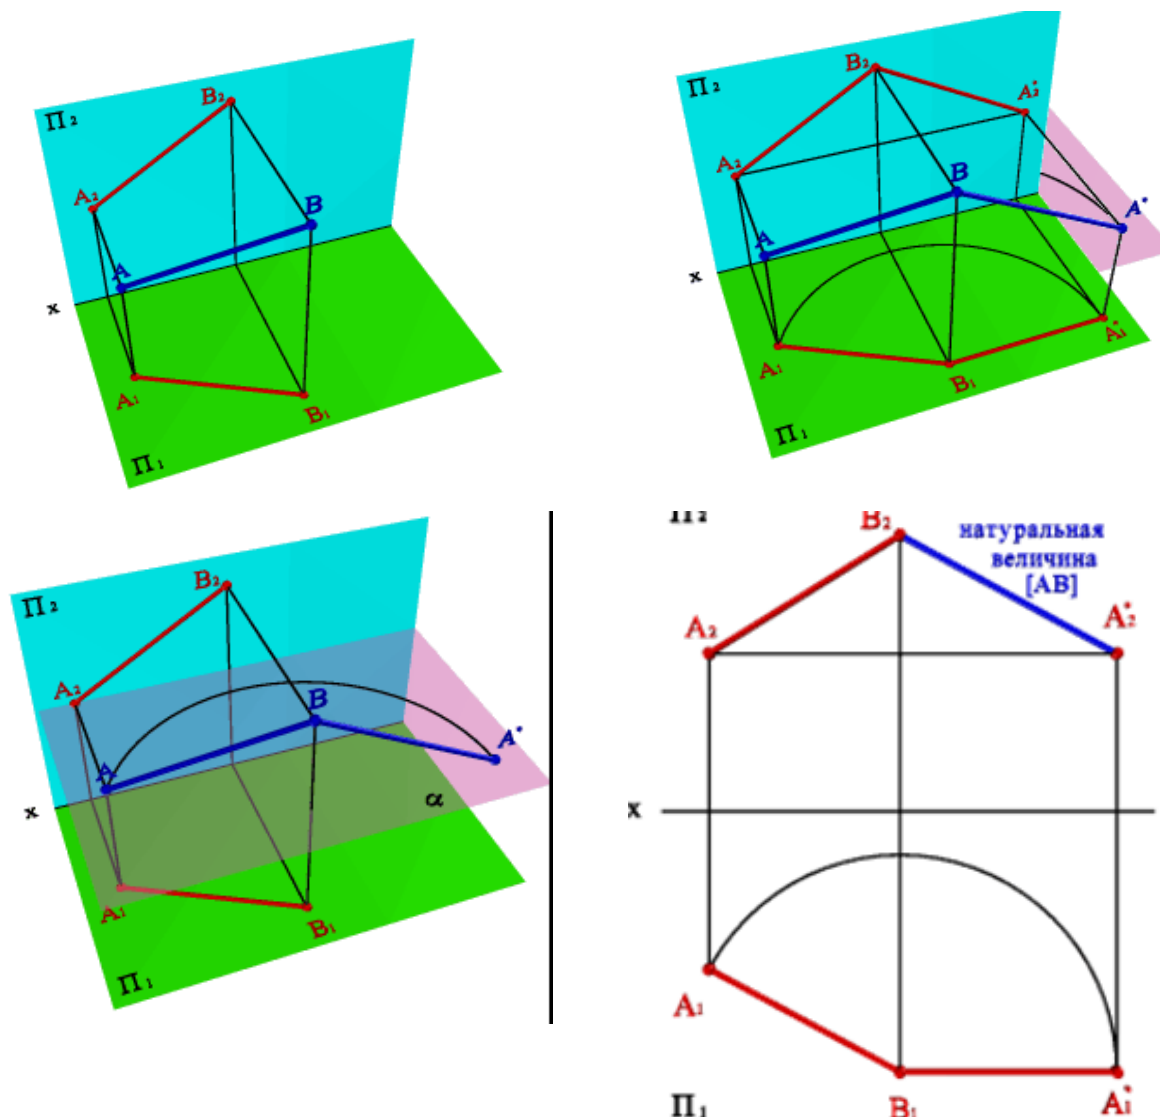 П₂
B₂
A₂
B
A
x
A₁
B₁
П₁
П₂
B₂
A₂*
A₂
B
A*
A
x
A₁*
A₁
B₁
П₁
П₂
B₂
A₂
B
A*
A
x
α
A₁
B₁
П₁
П₂
B₂
натуральная
величина
[AB]
A₂
A₂*
x
A₁
П₁
B₁
A₁*